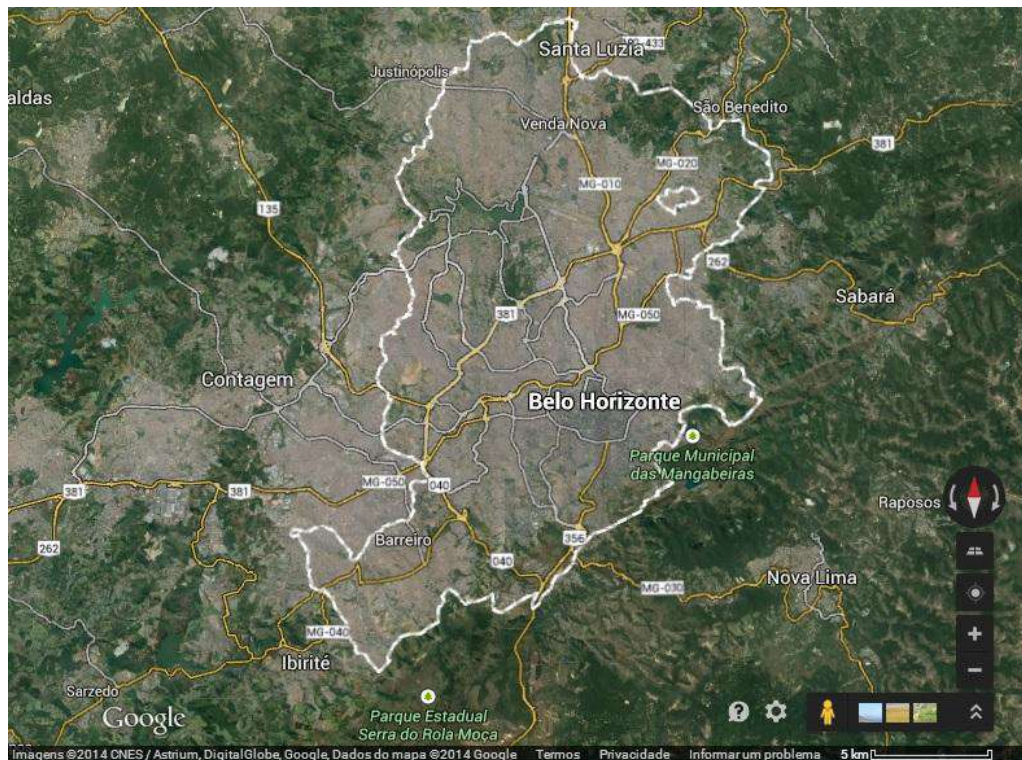 Santa Luzia
433
Justinópolis
aldas
São Benedito
Venda Nova
381
MG-020
MG-010
135
262
Sabará
381
MG-050
Contagem
Belo Horizonte
Parque Municipal
das Mangabeiras
MG-050
040
381
381
Raposos
Barreiro
356
262
040
Nova Lima
MG-030
MG-040
Ibirité
Sarzedo
Google
Parque Estadual
Serra do Rola Moça
Imagens ©2014 CNES / Astrium, DigitalGlobe, Google, Dados do mapa ©2014 Google Termos Privacidade Informar um problema 5 km